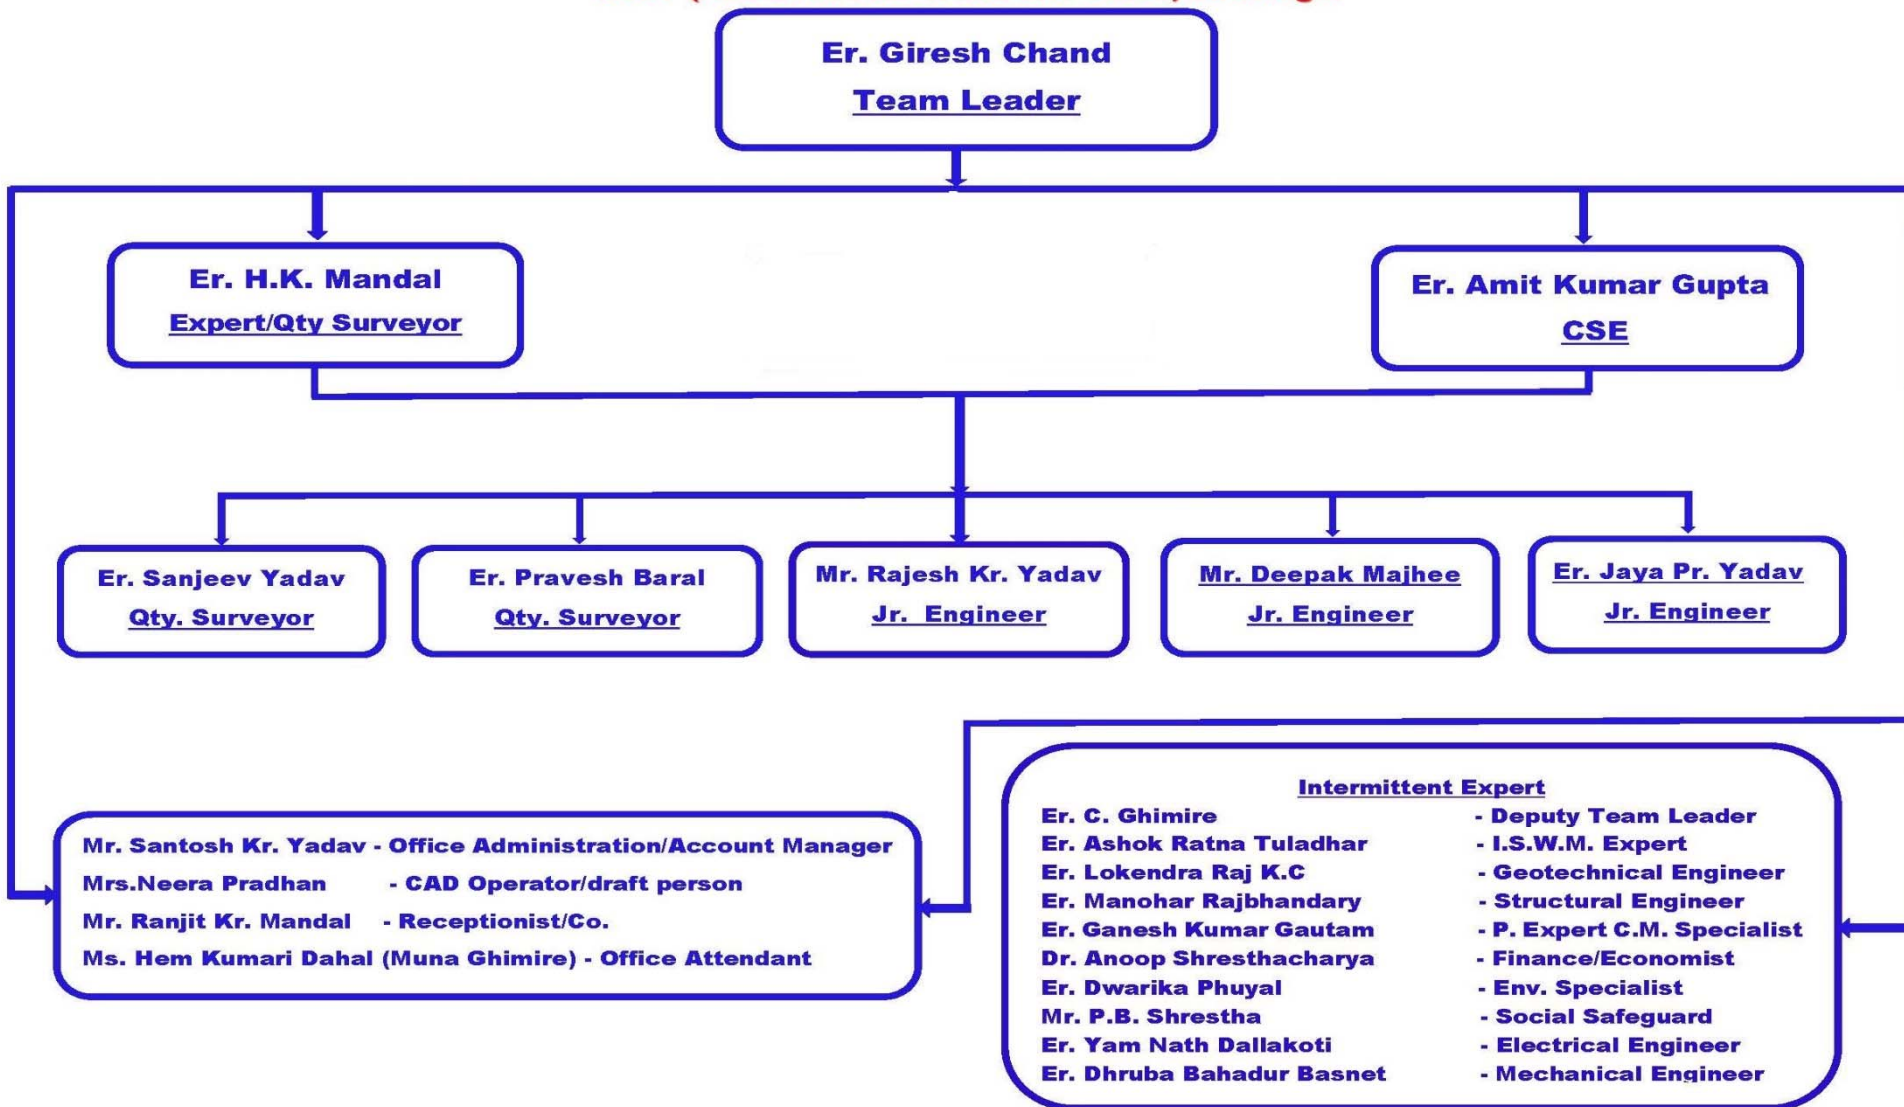 Er. Giresh Chand
Team Leader
Er. H.K. Mandal
Expert/Qty Surveyor
Er. Amit Kumar Gupta
CSE
Er. Sanjeev Yadav
Qty. Surveyor
Er. Pravesh Baral
Qty. Surveyor
Mr. Rajesh Kr. Yadav
Jr. Engineer
Mr. Deepak Majhee
Jr. Engineer
Er. Jaya Pr. Yadav
Jr. Engineer
Mr. Santosh Kr. Yadav - Office Administration/Account Manager
Mrs.Neera Pradhan - CAD Operator/draft person
Mr. Ranjit Kr. Mandal - Receptionist/Co.
Ms. Hem Kumari Dahal (Muna Ghimire) - Office Attendant
Intermittent Expert
Er. C. Ghimire - Deputy Team Leader
Er. Ashok Ratna Tuladhar - I.S.W.M. Expert
Er. Lokendra Raj K.C - Geotechnical Engineer
Er. Manohar Rajbhandary - Structural Engineer
Er. Ganesh Kumar Gautam - P. Expert C.M. Specialist
Dr. Anoop Shresthacharya - Finance/Economist
Er. Dwarika Phuyal - Env. Specialist
Mr. P.B. Shrestha - Social Safeguard
Er. Yam Nath Dallakoti - Electrical Engineer
Er. Dhruba Bahadur Basnet - Mechanical Engineer